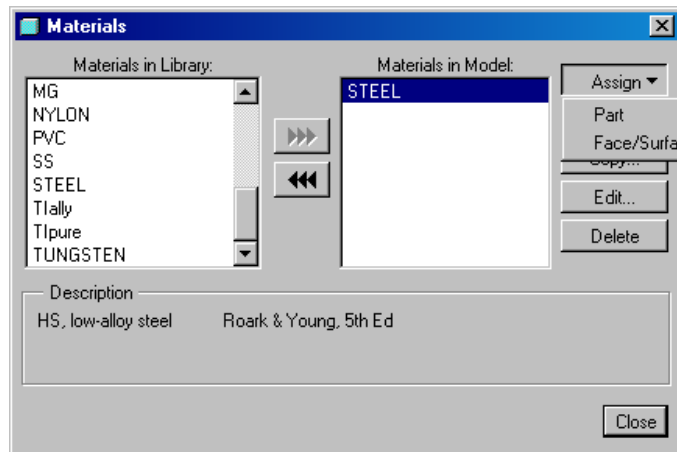 Materials
Materials in Library:
MG
NYLON
PVC
SS
STEEL
TIally
TIpure
TUNGSTEN
Materials in Model:
STEEL
Assign
Part
Face/Surfa
Copy...
Edit...
Delete
Description
HS, low-alloy steel Roark & Young, 5th Ed
Close